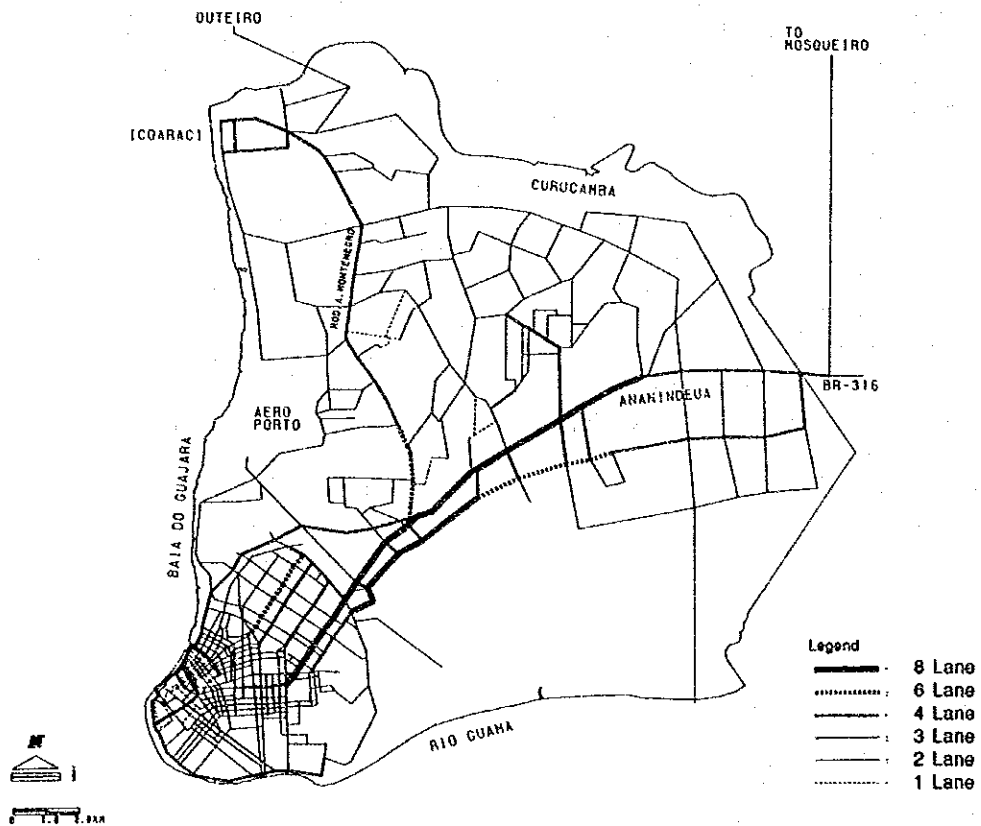 OUTEIRO
TO
MOSQUEIRO
ICOARACI
CURUCAMBA
ROD. A. MONTENEGRO
BR-316
ANANINDEUA
AERO
PORTO
BAIA DO GUAJARA
RIO GUAMA
Legend
8 Lane
6 Lane
4 Lane
3 Lane
2 Lane
1 Lane
N